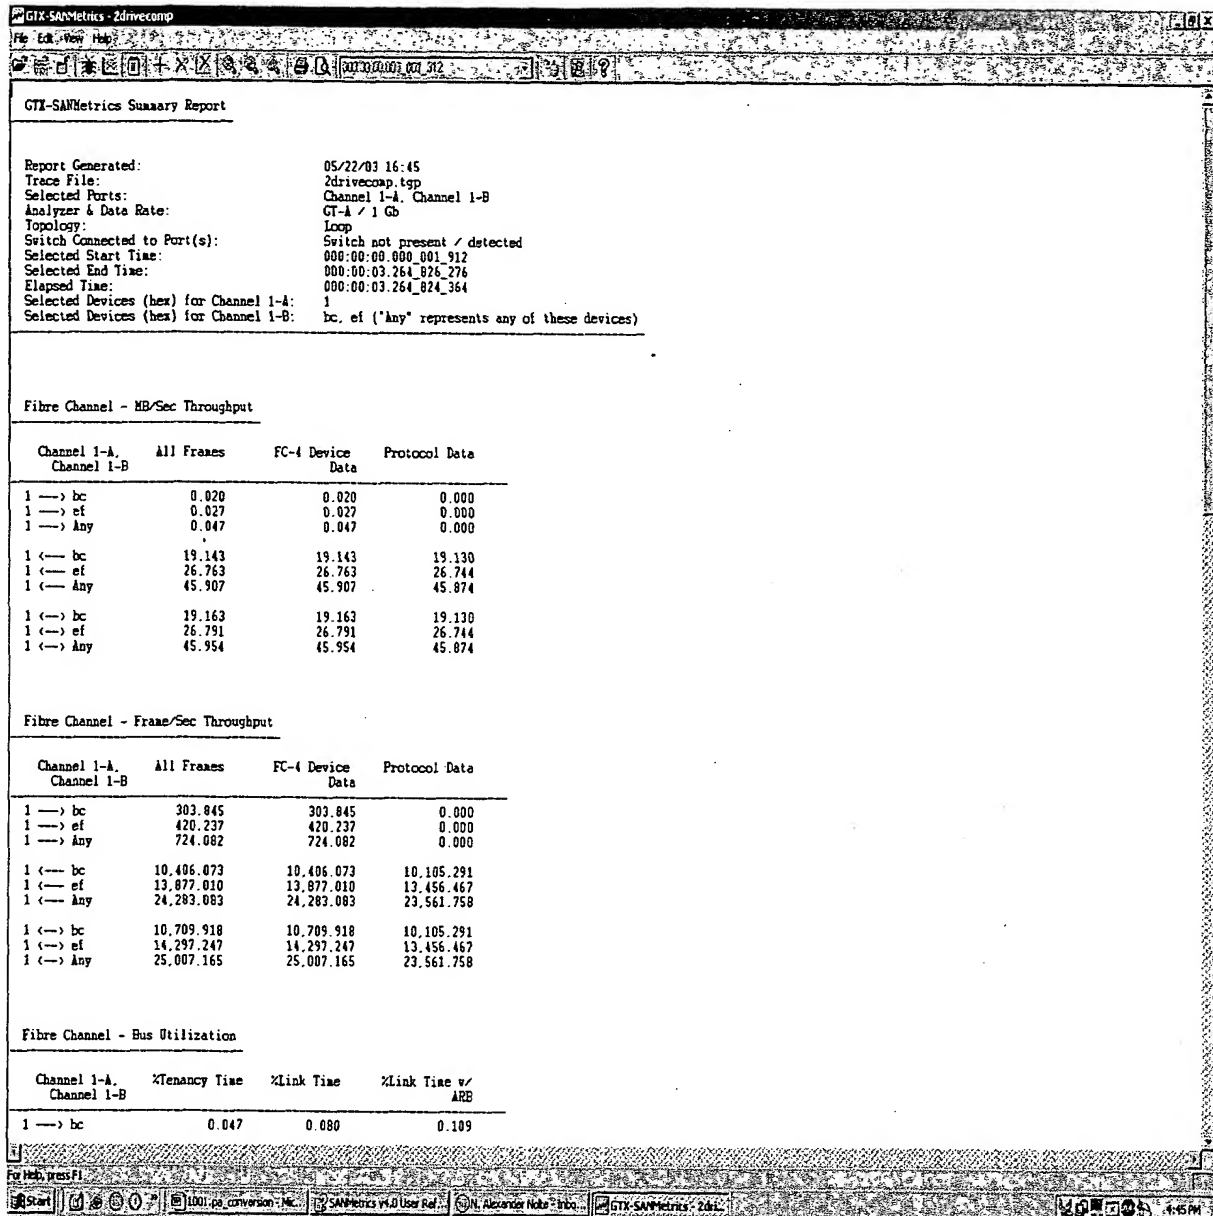 GTX-SANMetrics - 2drivecomp
File Edit View Help
GTX-SANMetrics Summary Report
Report Generated: 05/22/03 16:45
Trace File: 2drivecomp.tgp
Selected Ports: Channel 1-A, Channel 1-B
Analyzer & Data Rate: GT-A / 1 Gb
Topology: Loop
Switch Connected to Port(s): Switch not present / detected
Selected Start Time: 000:00:00.000_001_912
Selected End Time: 000:00:03.264_826_276
Elapsed Time: 000:00:03.264_824_364
Selected Devices (hex) for Channel 1-A: 1
Selected Devices (hex) for Channel 1-B: bc, ef ("Any" represents any of these devices)
Fibre Channel - MB/Sec Throughput
Channel 1-A, All Frames FC-4 Device Protocol Data
Channel 1-B Data
1 ---> bc 0.020 0.020 0.000
1 ---> ef 0.027 0.027 0.000
1 ---> Any 0.047 0.047 0.000
1 <--- bc 19.143 19.143 19.130
1 <--- ef 26.763 26.763 26.744
1 <--- Any 45.907 45.907 45.874
1 <--> bc 19.163 19.163 19.130
1 <--> ef 26.791 26.791 26.744
1 <--> Any 45.954 45.954 45.874
Fibre Channel - Frame/Sec Throughput
Channel 1-A, All Frames FC-4 Device Protocol Data
Channel 1-B Data
1 ---> bc 303.845 303.845 0.000
1 ---> ef 420.237 420.237 0.000
1 ---> Any 724.082 724.082 0.000
1 <--- bc 10,406.073 10,406.073 10,105.291
1 <--- ef 13,877.010 13,877.010 13,456.467
1 <--- Any 24,283.083 24,283.083 23,561.758
1 <--> bc 10,709.918 10,709.918 10,105.291
1 <--> ef 14,297.247 14,297.247 13,456.467
1 <--> Any 25,007.165 25,007.165 23,561.758
Fibre Channel - Bus Utilization
Channel 1-A, %Tenancy Time %Link Time %Link Time w/
Channel 1-B ARB
1 ---> bc 0.047 0.080 0.109
For Help, press F1
Start 1001.pa_conversion - Mic... SANMetrics v4.0 User Ref... N. Alexander Nolte - Inbo... GTX-SANMetrics - 2dri... 4:45 PM